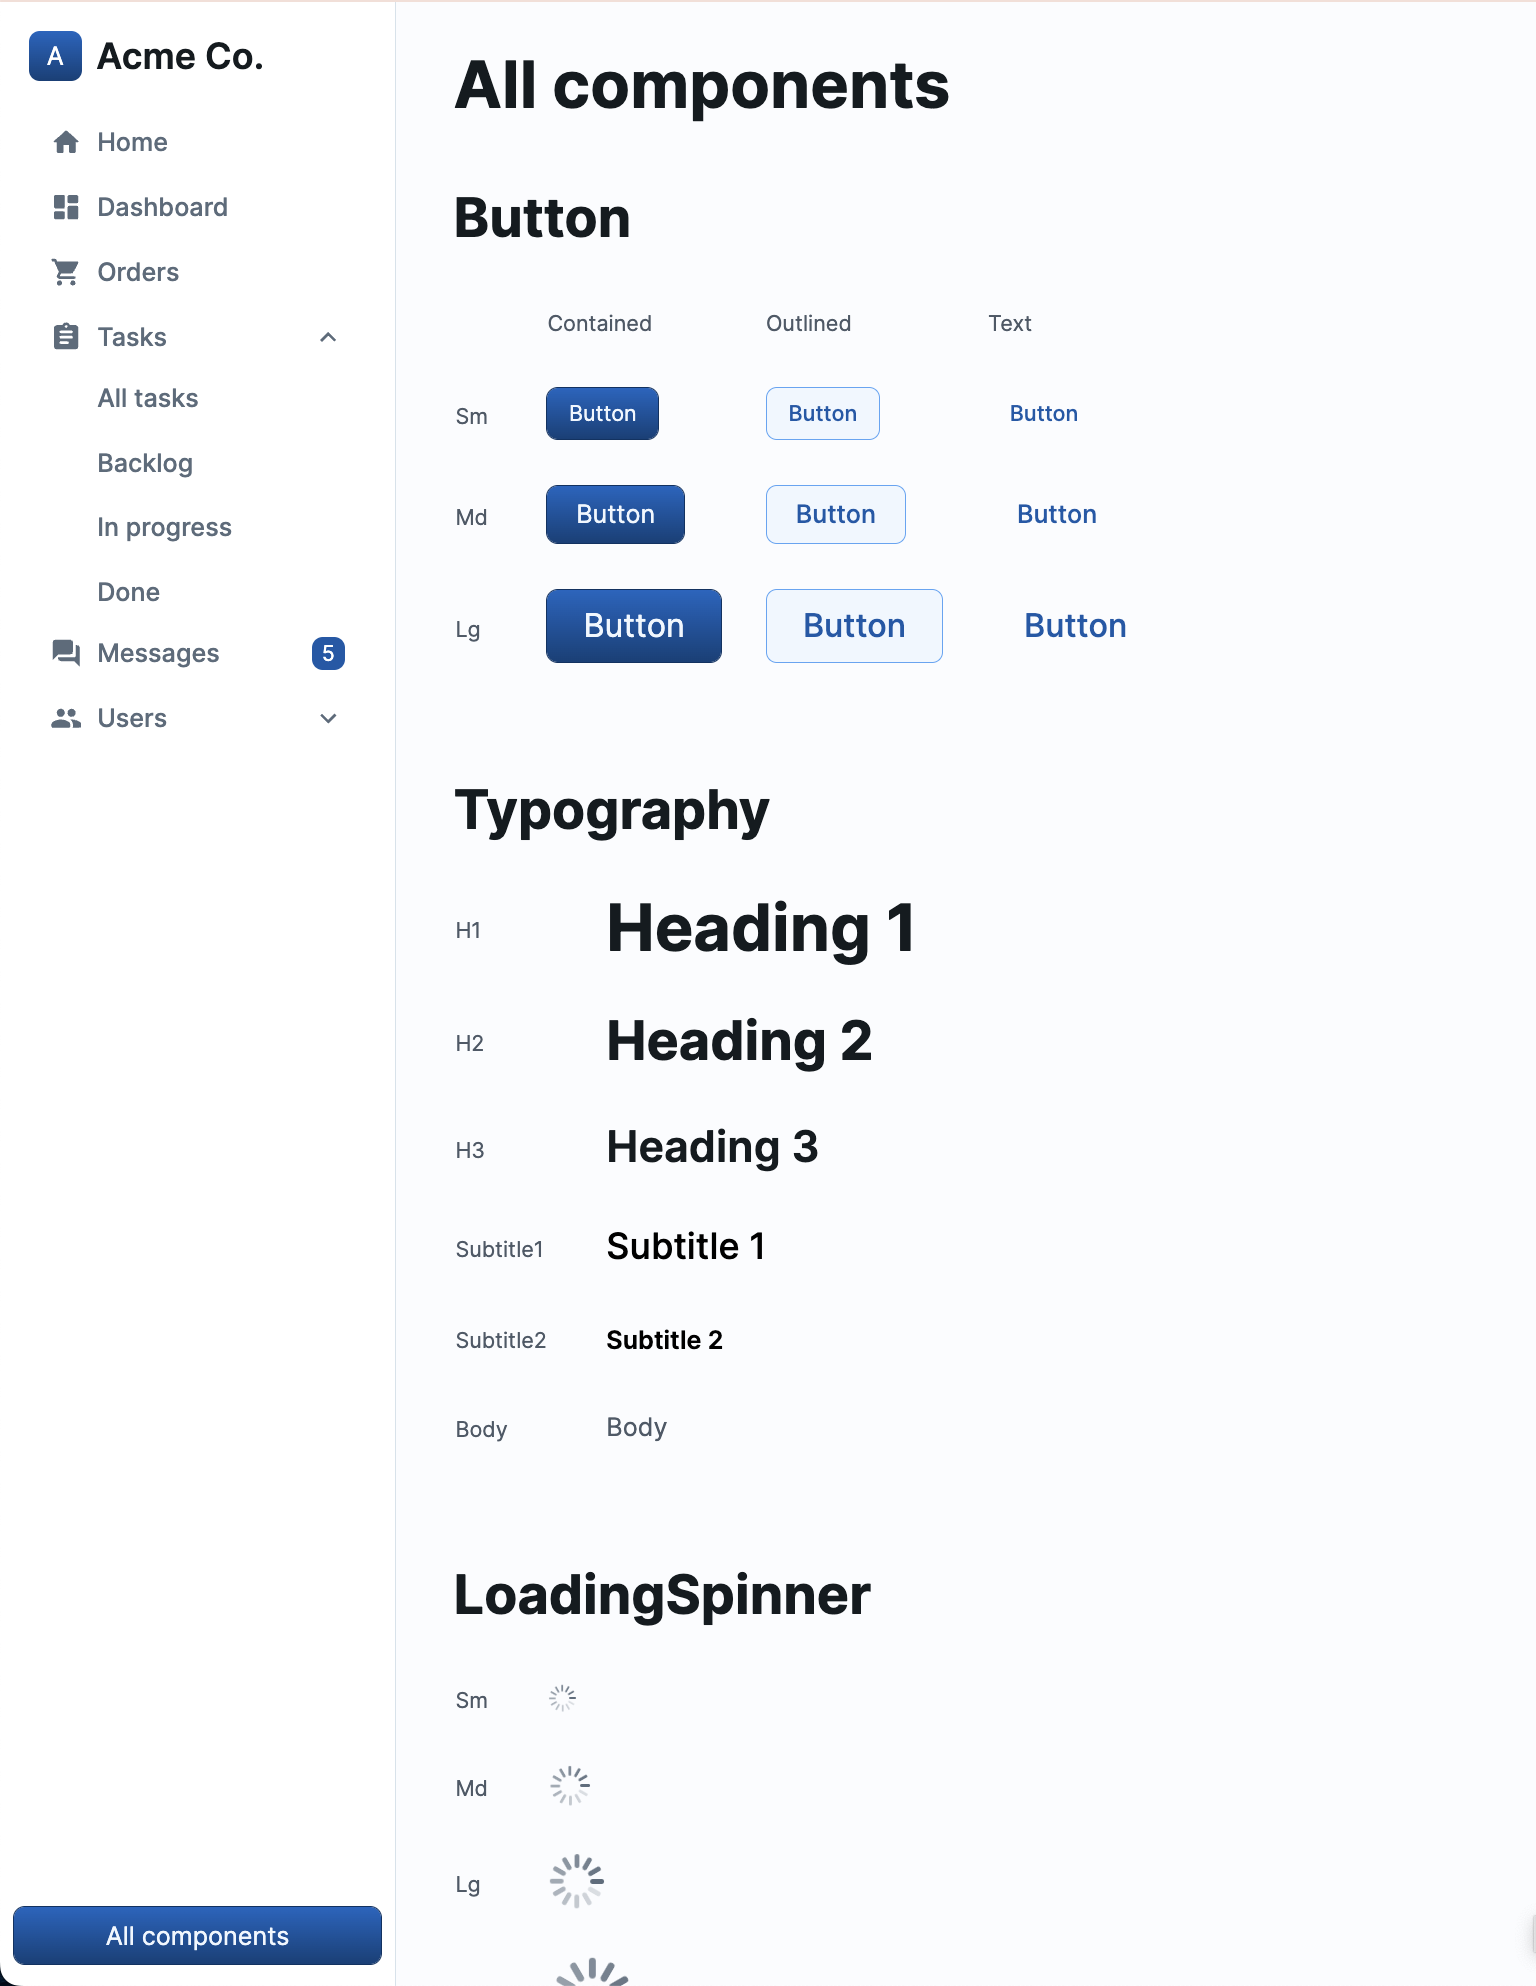 A Acme Co.
Home
Dashboard
Orders
Tasks
All tasks
Backlog
In progress
Done
Messages 5
Users
All components
All components
Button
Contained Outlined Text
Sm Button Button Button
Md Button Button Button
Lg Button Button Button
Typography
H1 Heading 1
H2 Heading 2
H3 Heading 3
Subtitle1 Subtitle 1
Subtitle2 Subtitle 2
Body Body
LoadingSpinner
Sm
Md
Lg